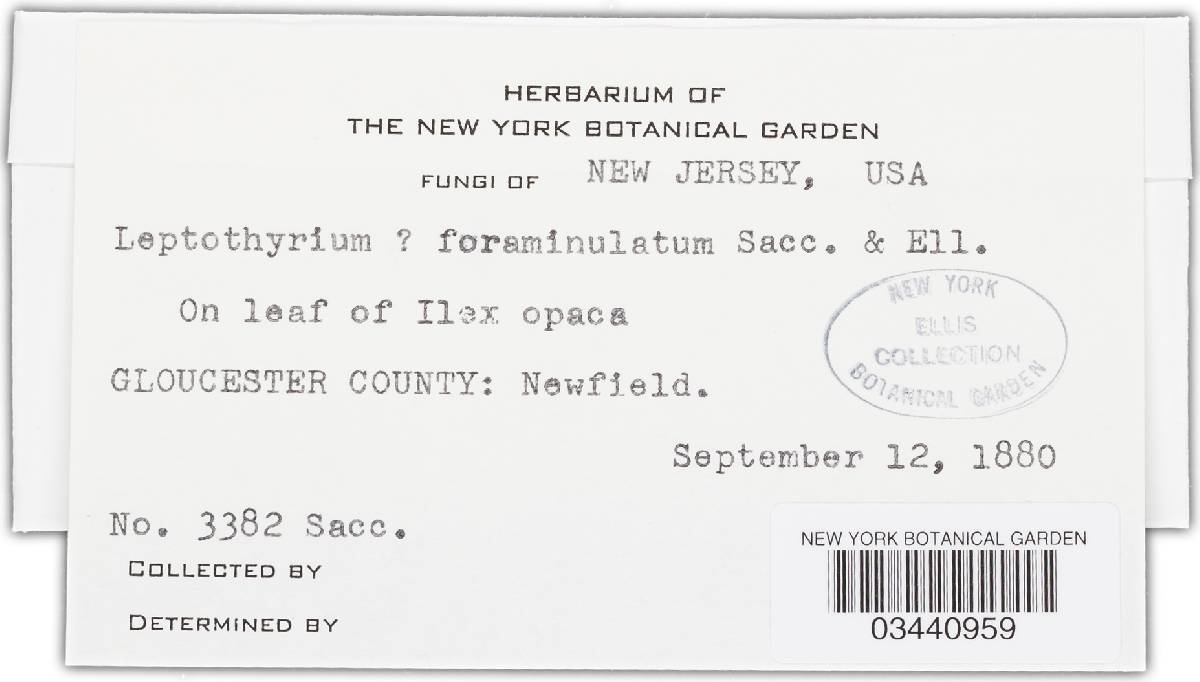 HERBARIUM OF
THE NEW YORK BOTANICAL GARDEN
FUNGI OF NEW JERSEY, USA
Leptothyrium ? foraminulatum Sacc. & Ell.
On leaf of Ilex opaca
NEW YORK
ELLIS
COLLECTION
BOTANICAL GARDEN
GLOUCESTER COUNTY: Newfield.
September 12, 1880
No. 3382 Sacc.
COLLECTED BY
DETERMINED BY
NEW YORK BOTANICAL GARDEN
03440959